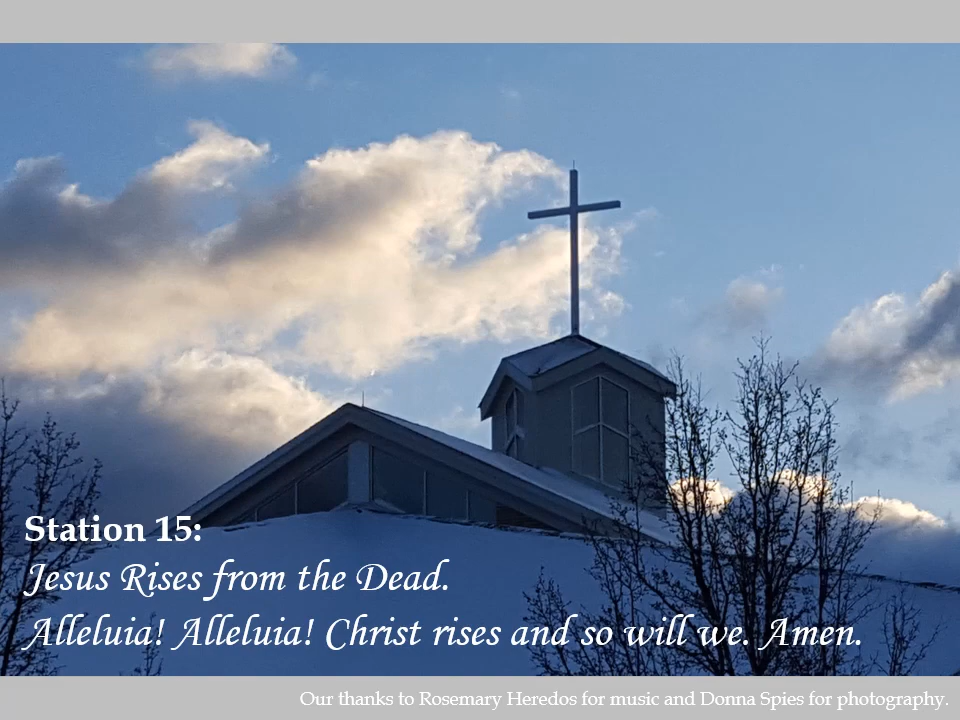 Station 15:
Jesus Rises from the Dead.
Alleluia! Alleluia! Christ rises and so will we. Amen.
Our thanks to Rosemary Heredos for music and Donna Spies for photography.